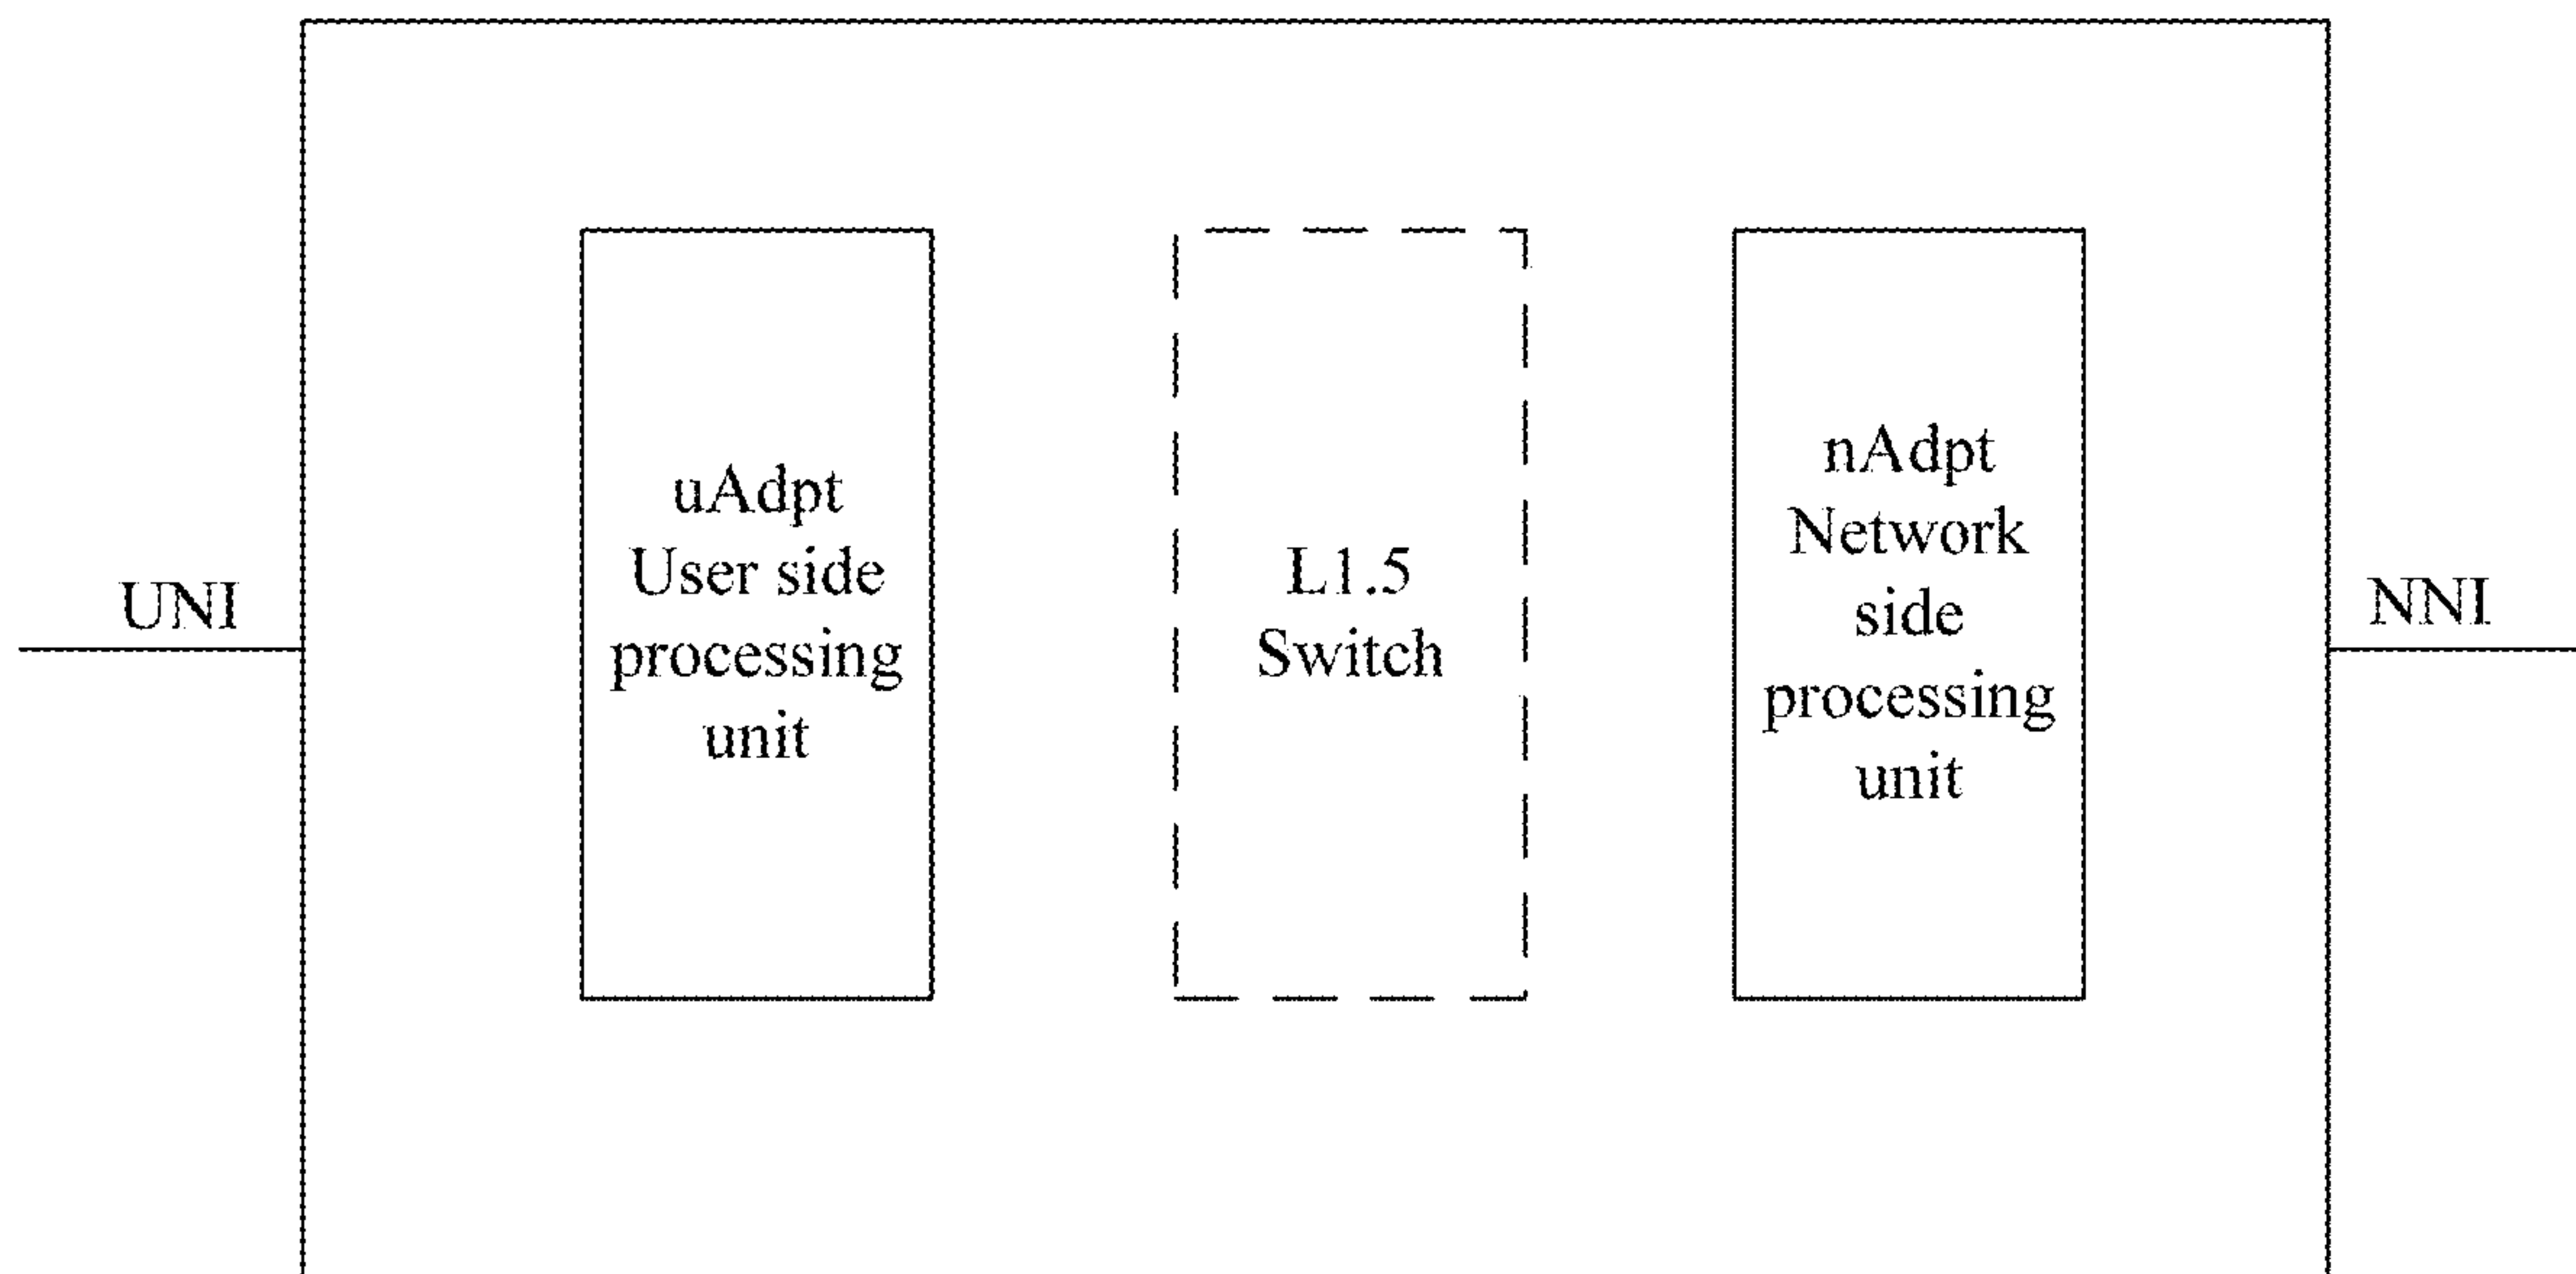 UNI
uAdpt
User side
processing
unit
L1.5
Switch
nAdpt
Network
side
processing
unit
NNI